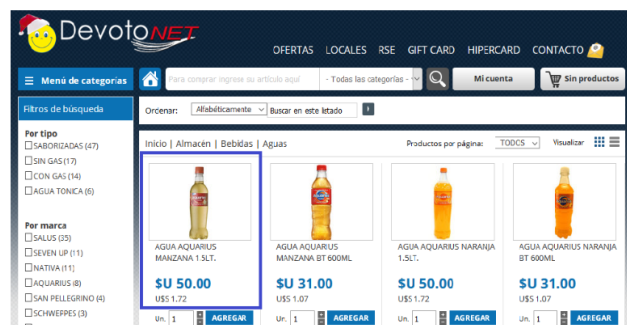 DevotoNET
OFERTAS LOCALES RSE GIFT CARD HIPERCARD CONTACTO
Menú de categorías
Para comprar ingrese su artículo aquí
- Todas las categorías -
Mi cuenta
Sin productos
Filtros de búsqueda
Ordenar: Alfabéticamente Buscar en este listado
Por tipo
SABORIZADAS (47)
SIN GAS (17)
CON GAS (14)
AGUA TONICA (6)
Por marca
SALUS (35)
SEVEN UP (11)
NATIVA (11)
AQUARIUS (8)
SAN PELLEGRINO (4)
SCHWEPPES (3)
Inicio | Almacén | Bebidas | Aguas
Productos por página: TODOS Visualizar
AGUA AQUARIUS
MANZANA 1.5LT.
$U 50.00
U$S 1.72
Un. 1 AGREGAR
AGUA AQUARIUS
MANZANA BT 600ML
$U 31.00
U$S 1.07
Un. 1 AGREGAR
AGUA AQUARIUS NARANJA
1.5LT.
$U 50.00
U$S 1.72
Un. 1 AGREGAR
AGUA AQUARIUS NARANJA
BT 600ML
$U 31.00
U$S 1.07
Un. 1 AGREGAR